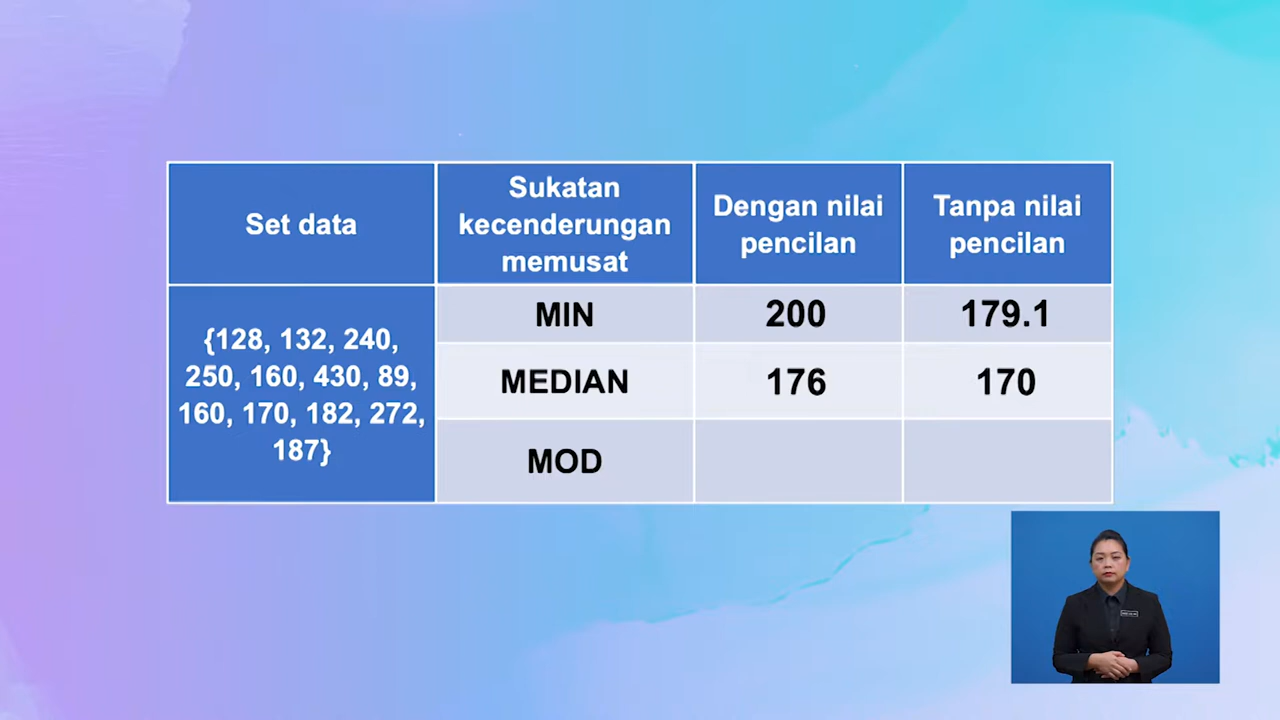 Set data
Sukatan
kecenderungan
memusat
Dengan nilai
pencilan
Tanpa nilai
pencilan
{128, 132, 240,
250, 160, 430, 89,
160, 170, 182, 272,
187}
MIN
200
179.1
MEDIAN
176
170
MOD